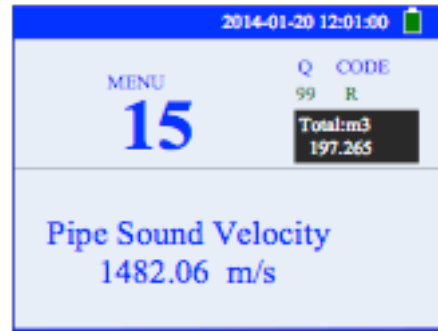 2014-01-20 12:01:00
MENU
15
Q CODE
99 R
Total:m3
197.265
Pipe Sound Velocity
1482.06 m/s